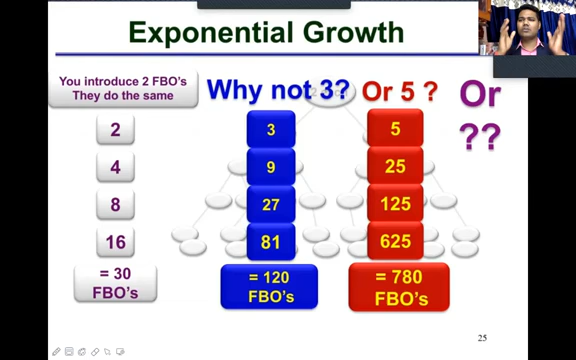 Exponential Growth
You introduce 2 FBO's
They do the same
2
4
8
16
= 30
FBO's
Why not 3?
3
9
27
81
= 120
FBO's
Or 5 ?
5
25
125
625
= 780
FBO's
Or
??
25